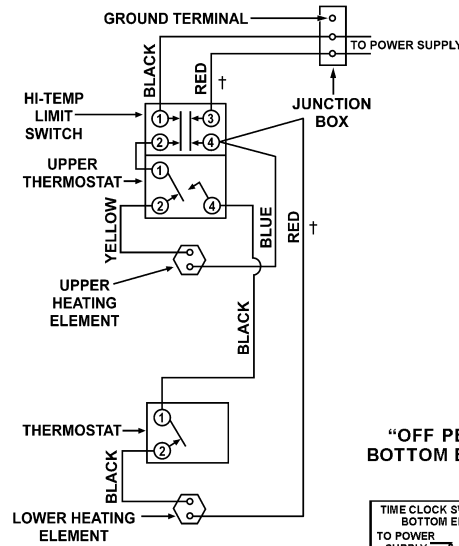 GROUND TERMINAL
TO POWER SUPPLY
BLACK
RED
†
HI-TEMP
LIMIT
SWITCH
JUNCTION
BOX
1
3
2
4
UPPER
THERMOSTAT
1
2
4
YELLOW
BLUE
RED
†
UPPER
HEATING
ELEMENT
BLACK
1
THERMOSTAT
2
BLACK
LOWER HEATING
ELEMENT
"OFF PE
BOTTOM E
TIME CLOCK SW
BOTTOM EL
TO POWER